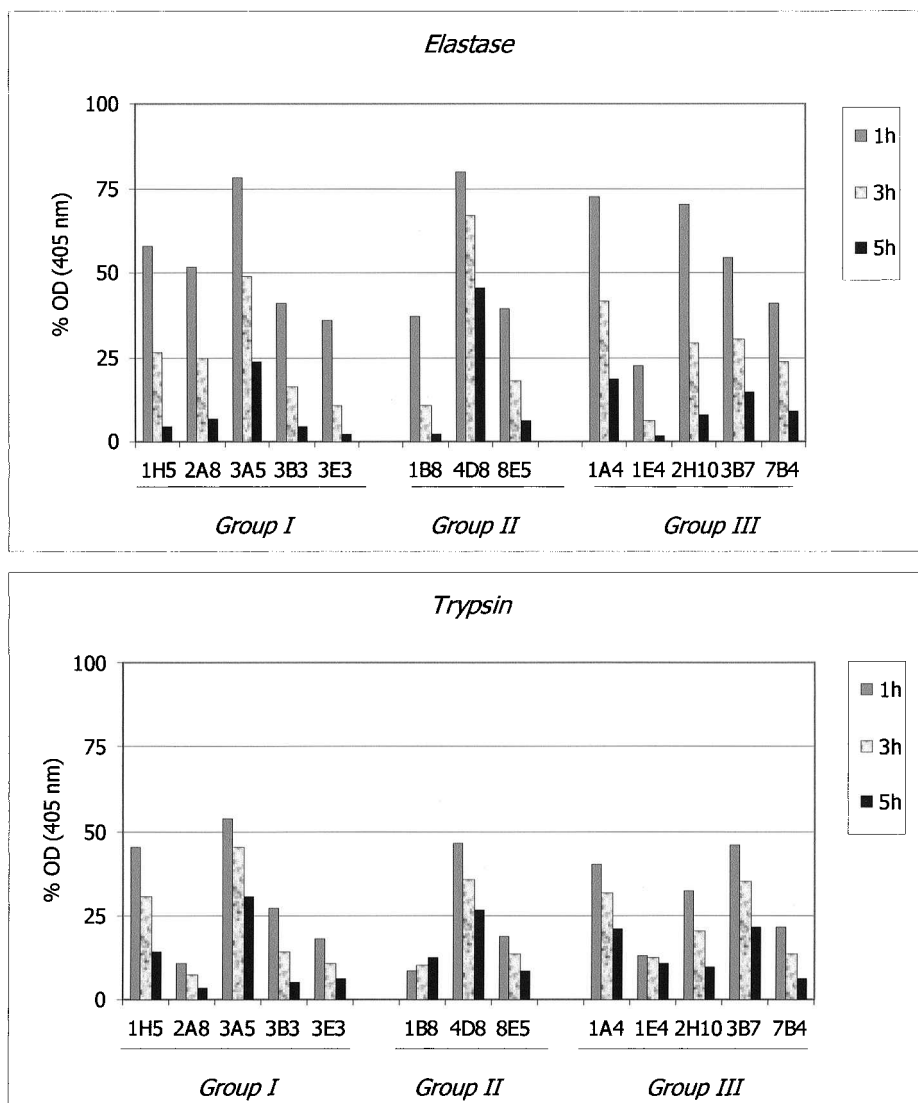 Elastase
100
75
50
25
0
% OD (405 nm)
1h
3h
5h
1H5 2A8 3A5 3B3 3E3 1B8 4D8 8E5 1A4 1E4 2H10 3B7 7B4
Group I Group II Group III
Trypsin
100
75
50
25
0
% OD (405 nm)
1h
3h
5h
1H5 2A8 3A5 3B3 3E3 1B8 4D8 8E5 1A4 1E4 2H10 3B7 7B4
Group I Group II Group III